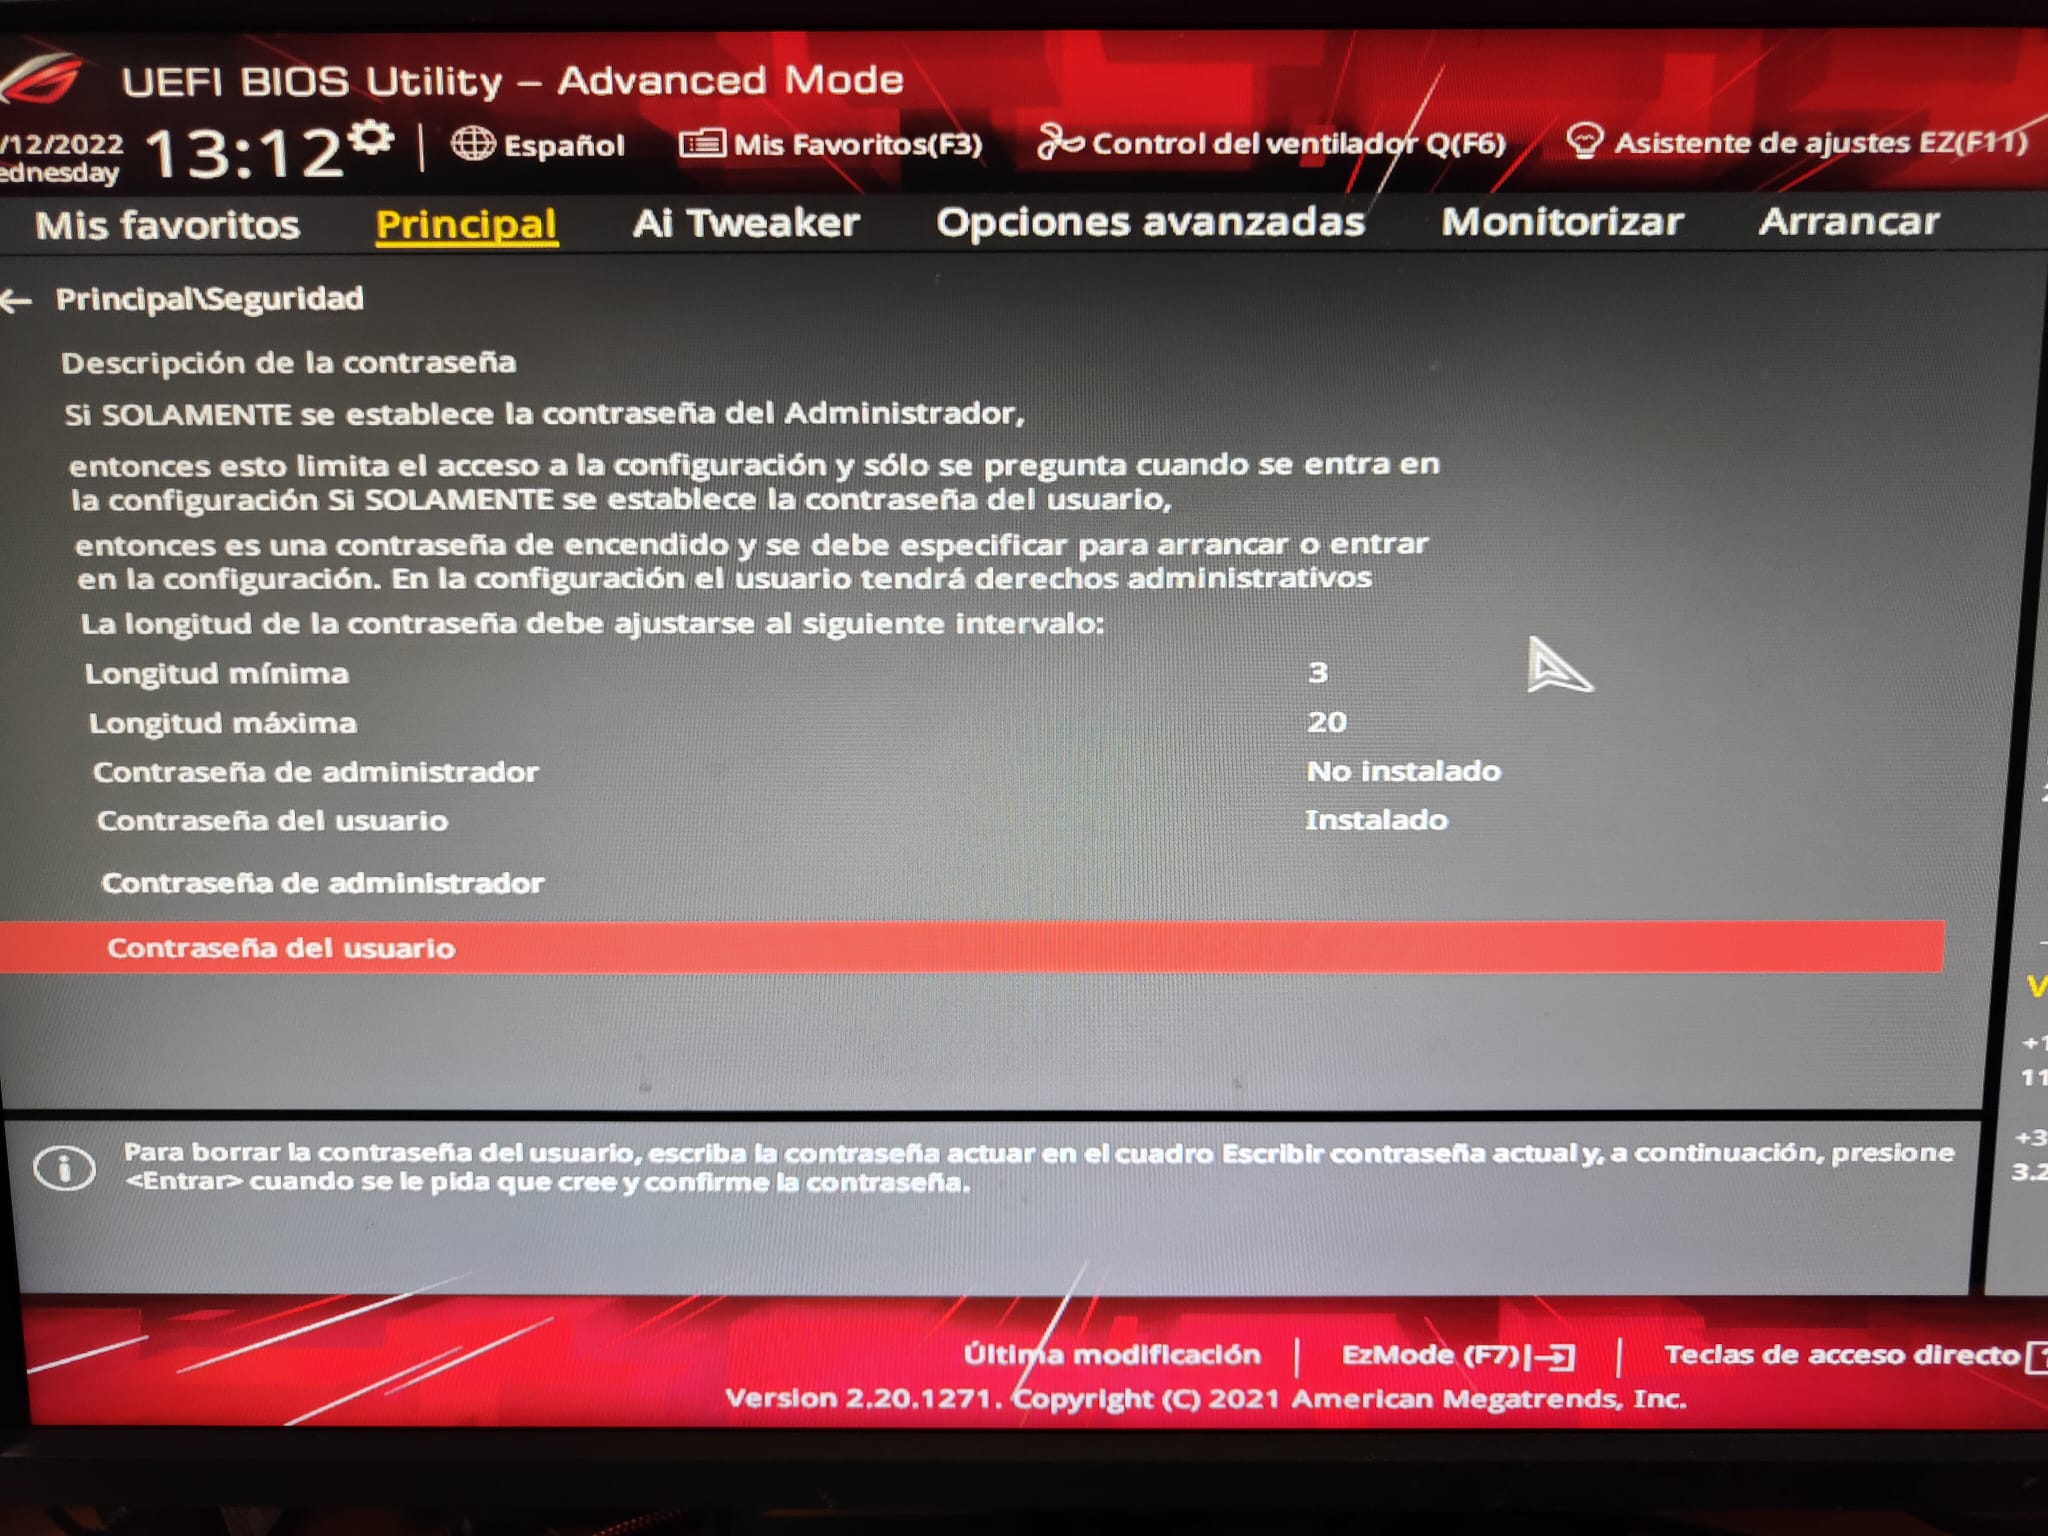 UEFI BIOS Utility – Advanced Mode
/12/2022
ednesday
13:12
Español
Mis Favoritos(F3)
Control del ventilador Q(F6)
Asistente de ajustes EZ(F11)
Mis favoritos
Principal
Ai Tweaker
Opciones avanzadas
Monitorizar
Arrancar
Principal\Seguridad
Descripción de la contraseña
Si SOLAMENTE se establece la contraseña del Administrador,
entonces esto limita el acceso a la configuración y sólo se pregunta cuando se entra en
la configuración Si SOLAMENTE se establece la contraseña del usuario,
entonces es una contraseña de encendido y se debe especificar para arrancar o entrar
en la configuración. En la configuración el usuario tendrá derechos administrativos
La longitud de la contraseña debe ajustarse al siguiente intervalo:
Longitud mínima 3
Longitud máxima 20
Contraseña de administrador No instalado
Contraseña del usuario Instalado
Contraseña de administrador
Contraseña del usuario
V
+1
11
+3
3.2
Para borrar la contraseña del usuario, escriba la contraseña actuar en el cuadro Escribir contraseña actual y, a continuación, presione
<Entrar> cuando se le pida que cree y confirme la contraseña.
Última modificación
EzMode (F7)
Teclas de acceso directo
Version 2.20.1271. Copyright (C) 2021 American Megatrends, Inc.